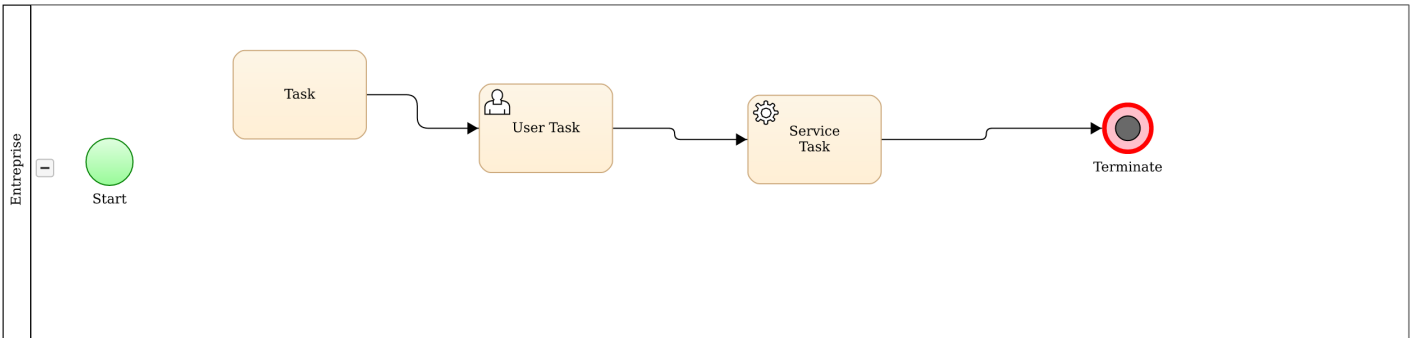 Entreprise
Start
Task
User Task
Service
Task
Terminate